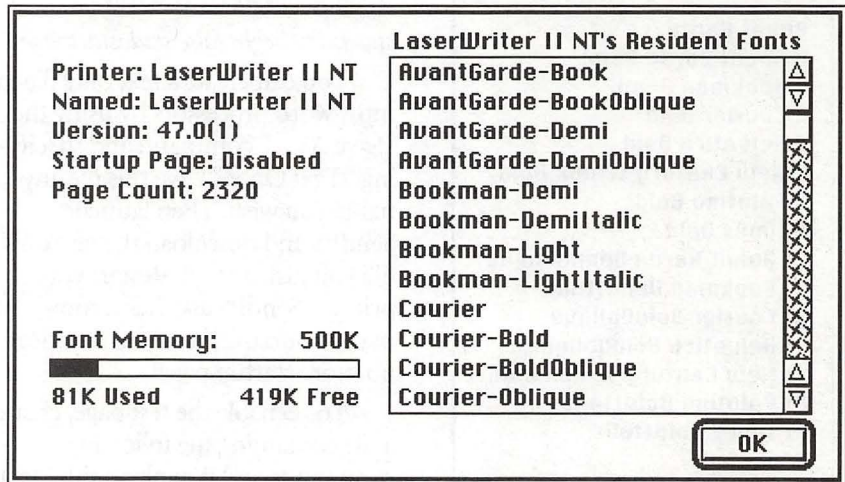 Printer: LaserWriter II NT
Named: LaserWriter II NT
Version: 47.0(1)
Startup Page: Disabled
Page Count: 2320
Font Memory: 500K
81K Used 419K Free
LaserWriter II NT's Resident Fonts
AvantGarde-Book
AvantGarde-BookOblique
AvantGarde-Demi
AvantGarde-DemiOblique
Bookman-Demi
Bookman-DemiItalic
Bookman-Light
Bookman-LightItalic
Courier
Courier-Bold
Courier-BoldOblique
Courier-Oblique
OK